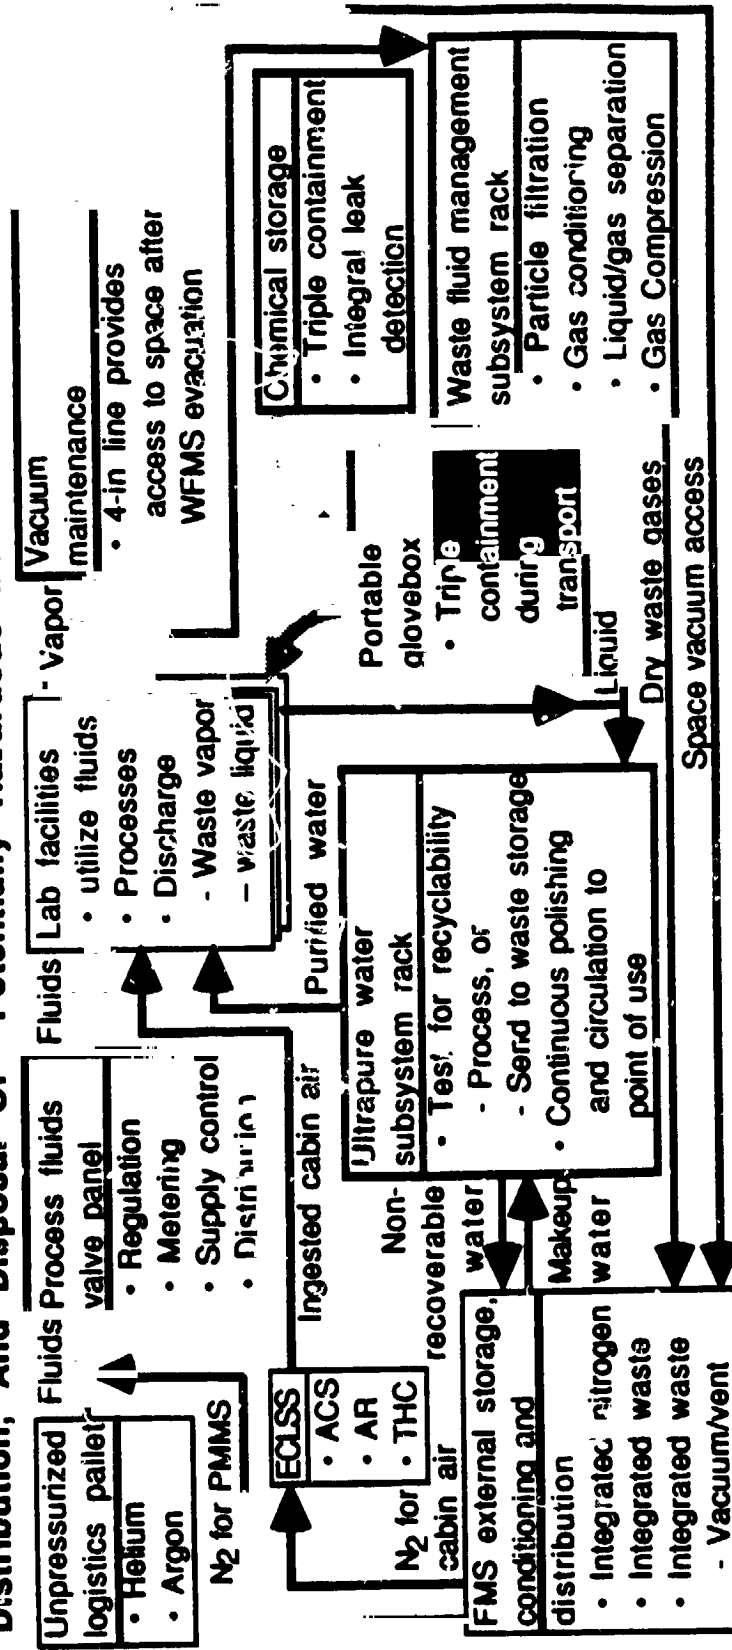 Distribution, And Disposal Of Potentially Hazardous
Unpressurized
logistics pallet
• Helium
• Argon
Fluids
Process fluids
valve panel
• Regulation
• Metering
• Supply control
Fluids
Lab facilities
• utilize fluids
• Processes
• Discharge
- Waste vapor
- waste liquid
- Vapor
Vacuum
maintenance
• 4-in line provides
access to space after
WFMS evacuation
N2 for PMMS
ECLSS
• ACS
• AR
• THC
Ingested cabin air
Purified water
Portable
glovebox
• Triple
containment
during
transport
Chemical storage
• Triple containment
• Integral leak
detection
N2 for
cabin air
Non-
recoverable
water
Makeup
water
Ultrapure water
subsystem rack
• Test for recyclability
- Process, or
- Send to waste storage
• Continuous polishing
and circulation to
point of use
Liquid
Waste fluid management
subsystem rack
• Particle filtration
• Gas conditioning
• Liquid/gas separation
• Gas Compression
FMS external storage,
conditioning and
distribution
• Integrated nitrogen
• Integrated waste
• Integrated waste
- Vacuum/vent
Dry waste gases
Space vacuum access